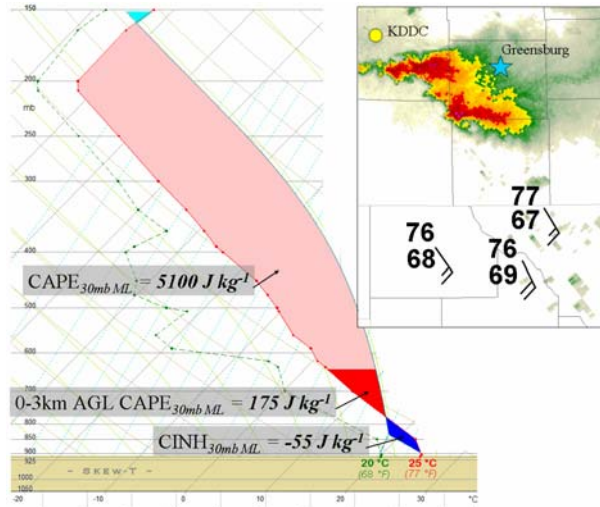 150
200
mb
250
300
400
500
600
700
800
850
900
925
1000
1050
CAPE30mb ML = 5100 J kg-1
0-3km AGL CAPE30mb ML = 175 J kg-1
CINH30mb ML = -55 J kg-1
- SKEW-T -
20 °C
(68 °F)
25 °C
(77 °F)
-20
-10
0
10
20
30
°C
KDDC
Greensburg
77
67
76
68
76
69